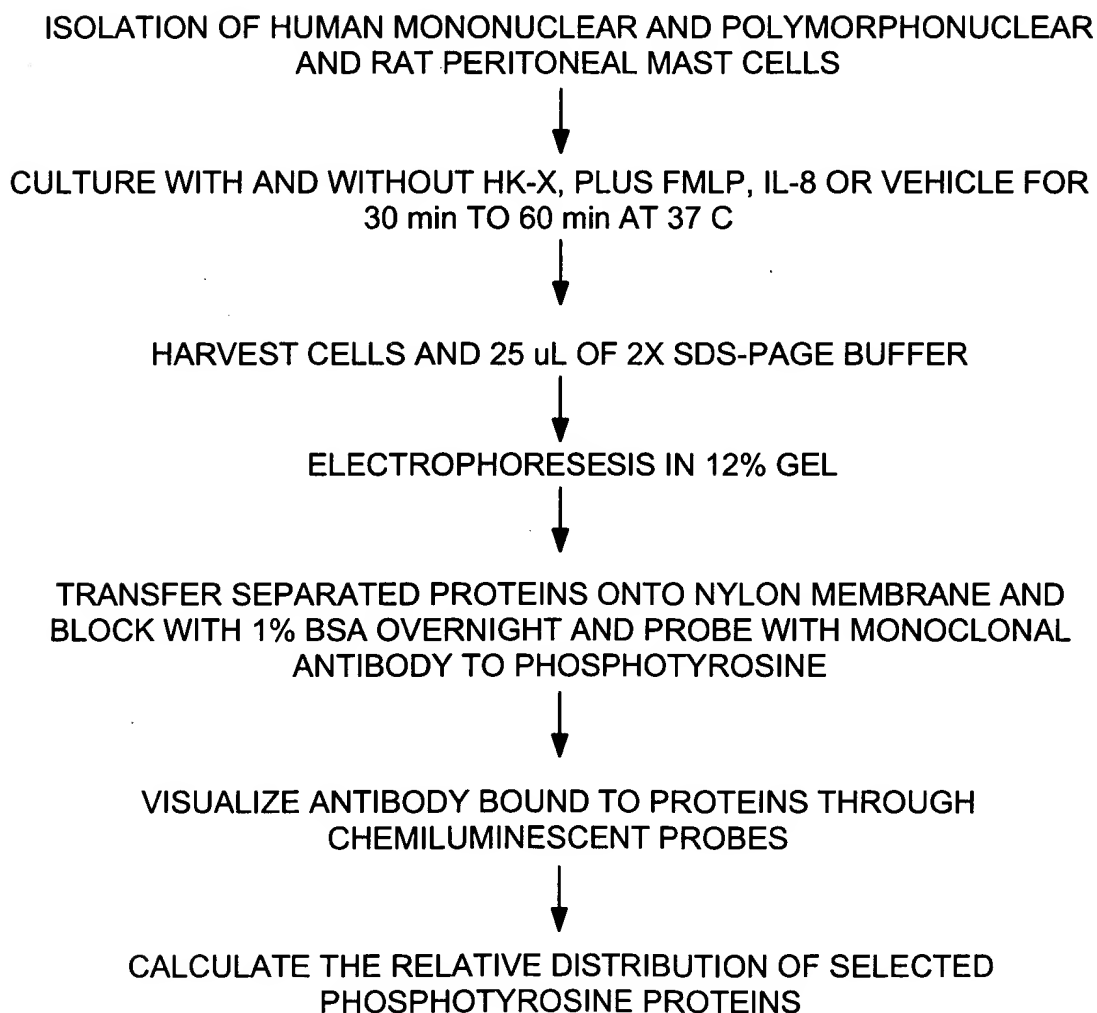 ISOLATION OF HUMAN MONONUCLEAR AND POLYMORPHONUCLEAR
AND RAT PERITONEAL MAST CELLS
CULTURE WITH AND WITHOUT HK-X, PLUS FMLP, IL-8 OR VEHICLE FOR
30 min TO 60 min AT 37 C
HARVEST CELLS AND 25 uL OF 2X SDS-PAGE BUFFER
ELECTROPHORESESIS IN 12% GEL
TRANSFER SEPARATED PROTEINS ONTO NYLON MEMBRANE AND
BLOCK WITH 1% BSA OVERNIGHT AND PROBE WITH MONOCLONAL
ANTIBODY TO PHOSPHOTYROSINE
VISUALIZE ANTIBODY BOUND TO PROTEINS THROUGH
CHEMILUMINESCENT PROBES
CALCULATE THE RELATIVE DISTRIBUTION OF SELECTED
PHOSPHOTYROSINE PROTEINS